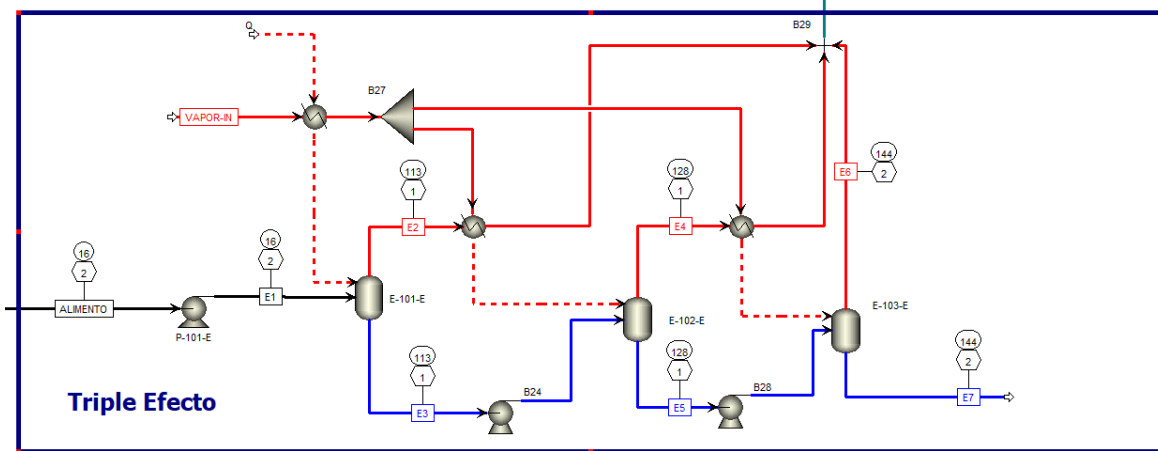 B29
Q
B27
VAPOR-IN
113
1
E2
128
1
E4
E6
144
2
16
2
ALIMENTO
16
2
E1
P-101-E
E-101-E
E-102-E
E-103-E
113
1
E3
B24
128
1
E5
B28
144
2
E7
Triple Efecto